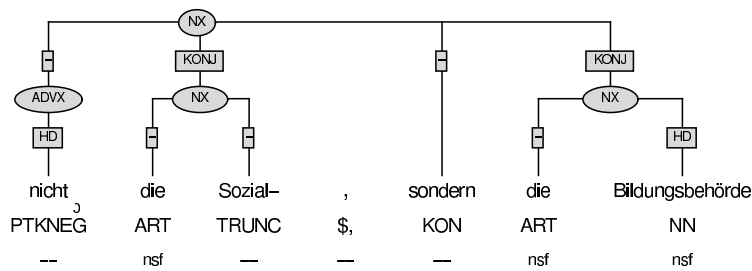 NX
– KONJ – KONJ
ADVX NX NX
HD – – – HD
nicht die Sozial– , sondern die Bildungsbehörde
PTKNEG ART TRUNC $, KON ART NN
–– nsf –– –– –– nsf nsf